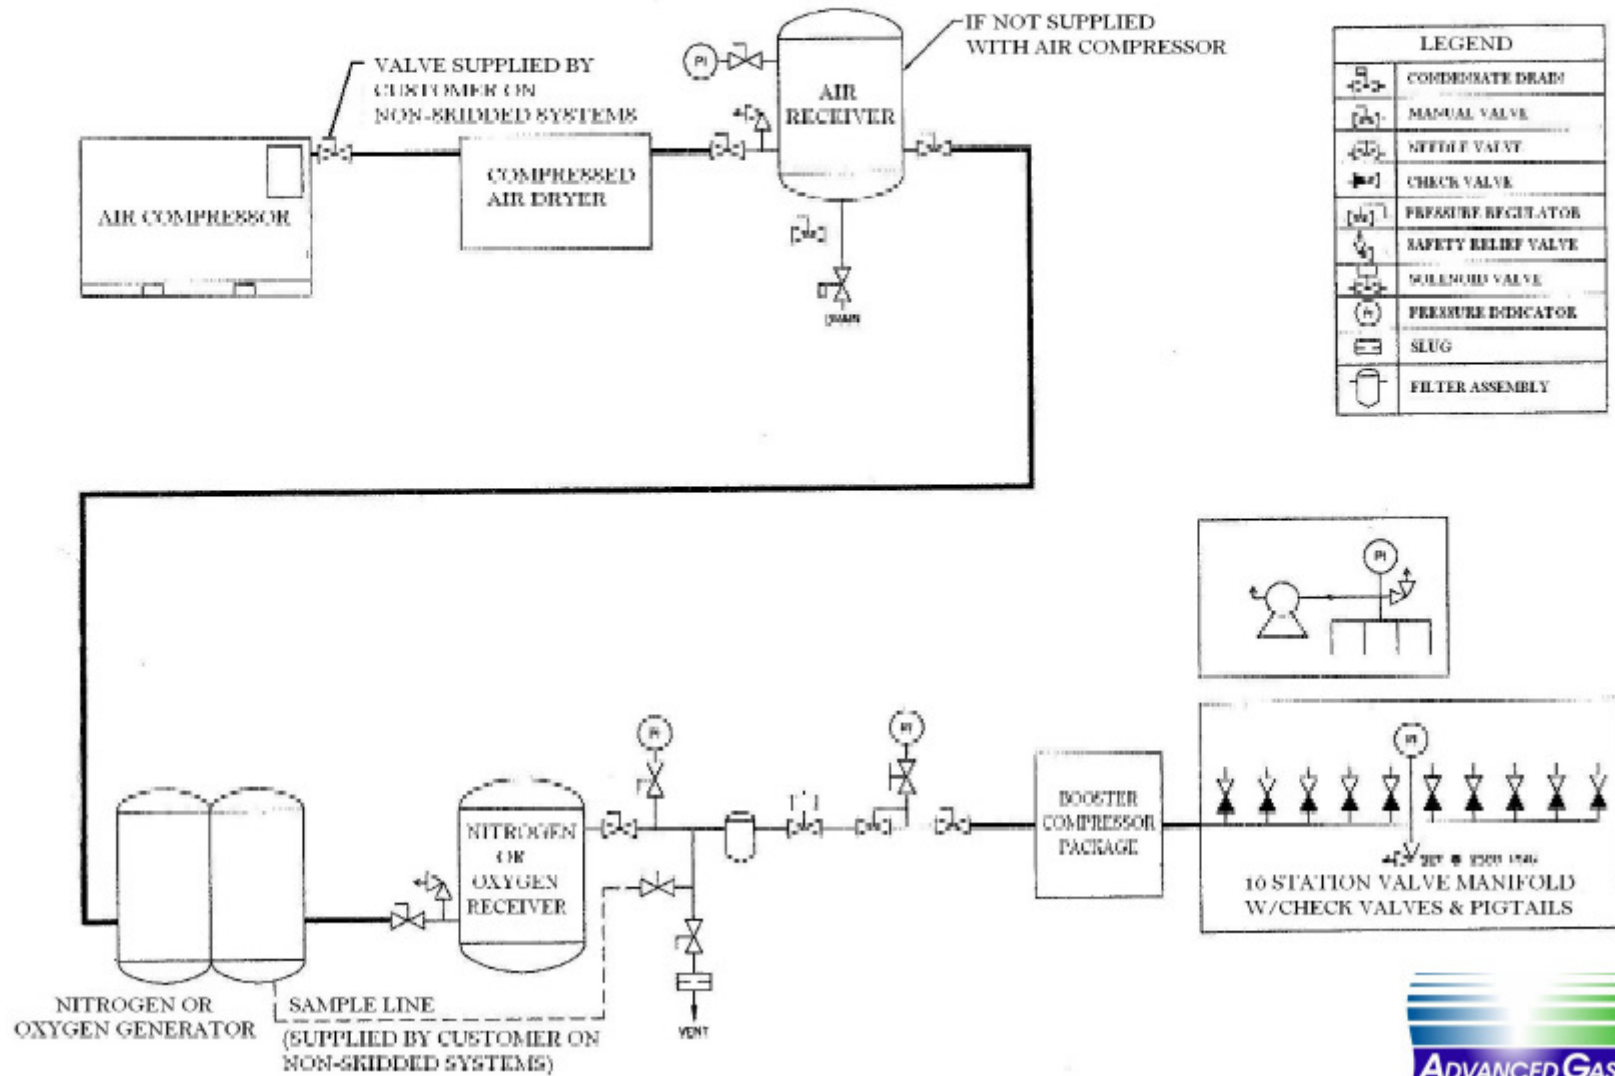 VALVE SUPPLIED BY
CUSTOMER ON
NON-SKIDDED SYSTEMS
IF NOT SUPPLIED
WITH AIR COMPRESSOR
PI
AIR
RECEIVER
AIR COMPRESSOR
COMPRESSED
AIR DRYER
DRAIN
LEGEND
CONDENSATE DRAIN
MANUAL VALVE
NEEDLE VALVE
CHECK VALVE
PRESSURE REGULATOR
SAFETY RELIEF VALVE
SOLENOID VALVE
PI
PRESSURE INDICATOR
SLUG
FILTER ASSEMBLY
PI
PI
PI
PI
NITROGEN
OR
OXYGEN
RECEIVER
BOOSTER
COMPRESSOR
PACKAGE
10 STATION VALVE MANIFOLD
W/CHECK VALVES & PIGTAILS
NITROGEN OR
OXYGEN GENERATOR
SAMPLE LINE
(SUPPLIED BY CUSTOMER ON
NON-SKIDDED SYSTEMS)
VENT
ADVANCED GAS